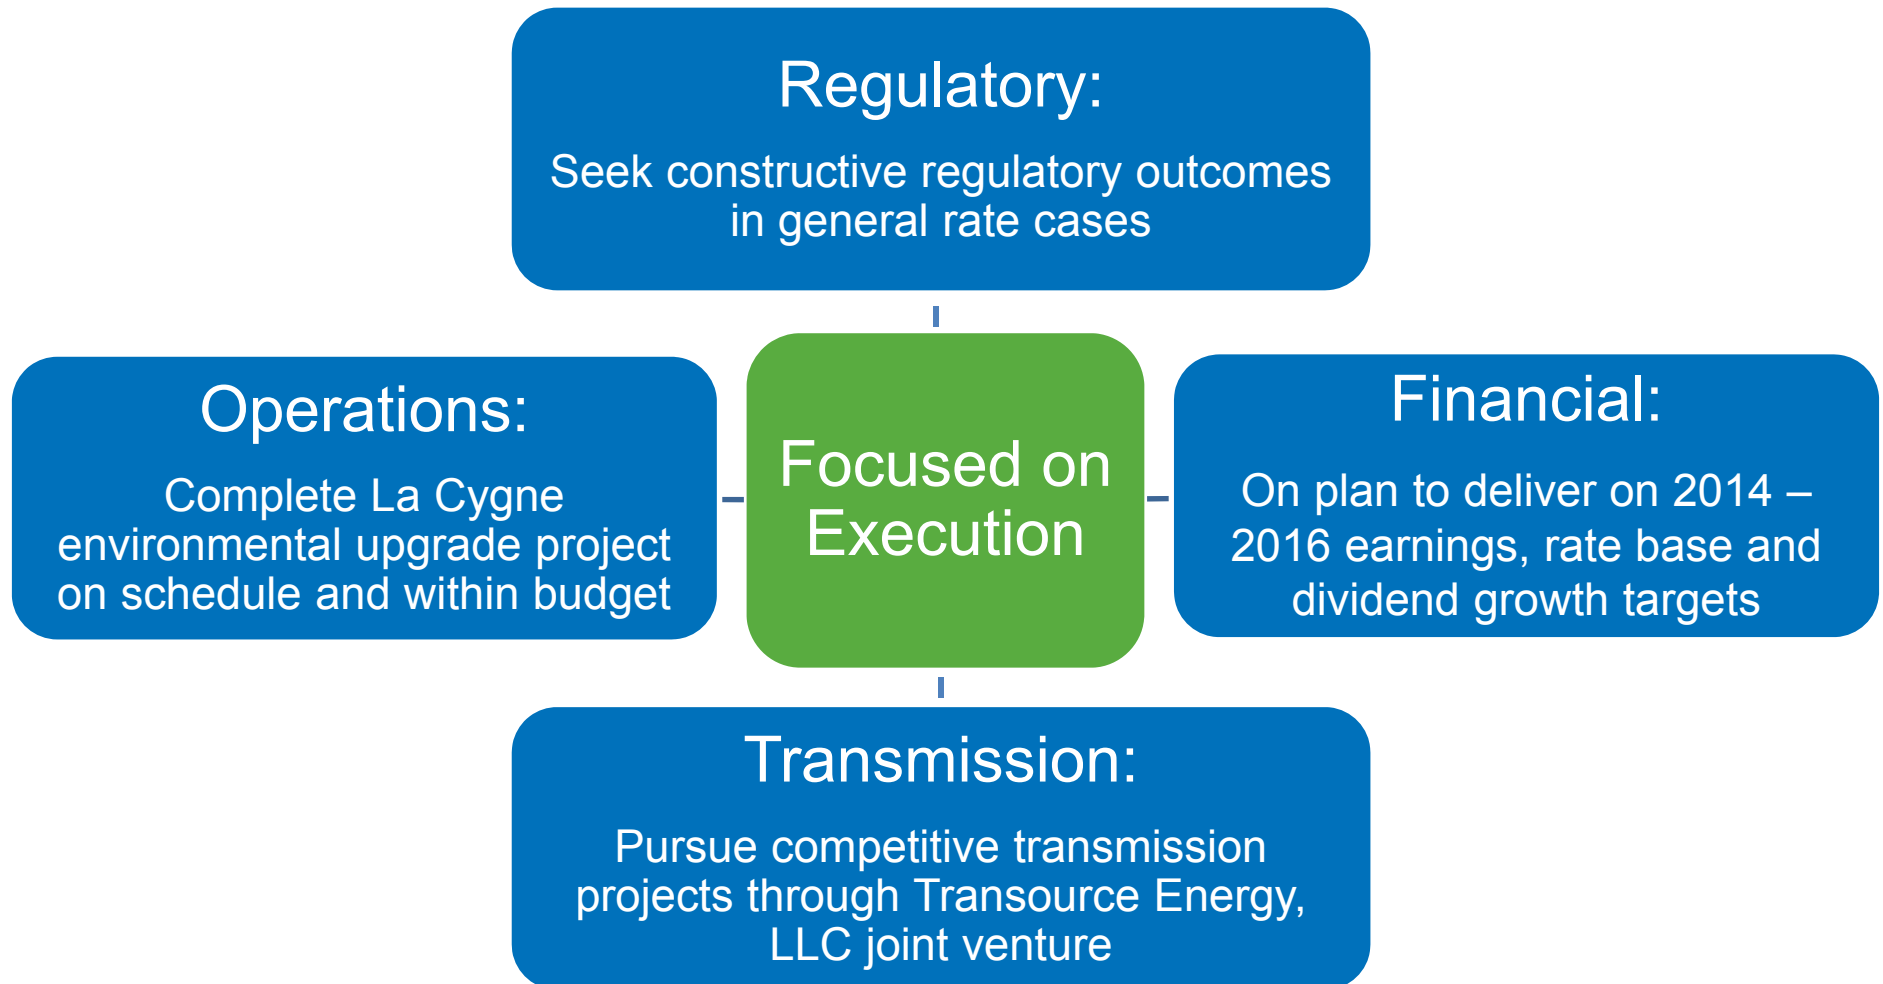 Regulatory:
Seek constructive regulatory outcomes
in general rate cases
Operations:
Complete La Cygne
environmental upgrade project
on schedule and within budget
Focused on
Execution
Financial:
On plan to deliver on 2014 –
2016 earnings, rate base and
dividend growth targets
Transmission:
Pursue competitive transmission
projects through Transource Energy,
LLC joint venture